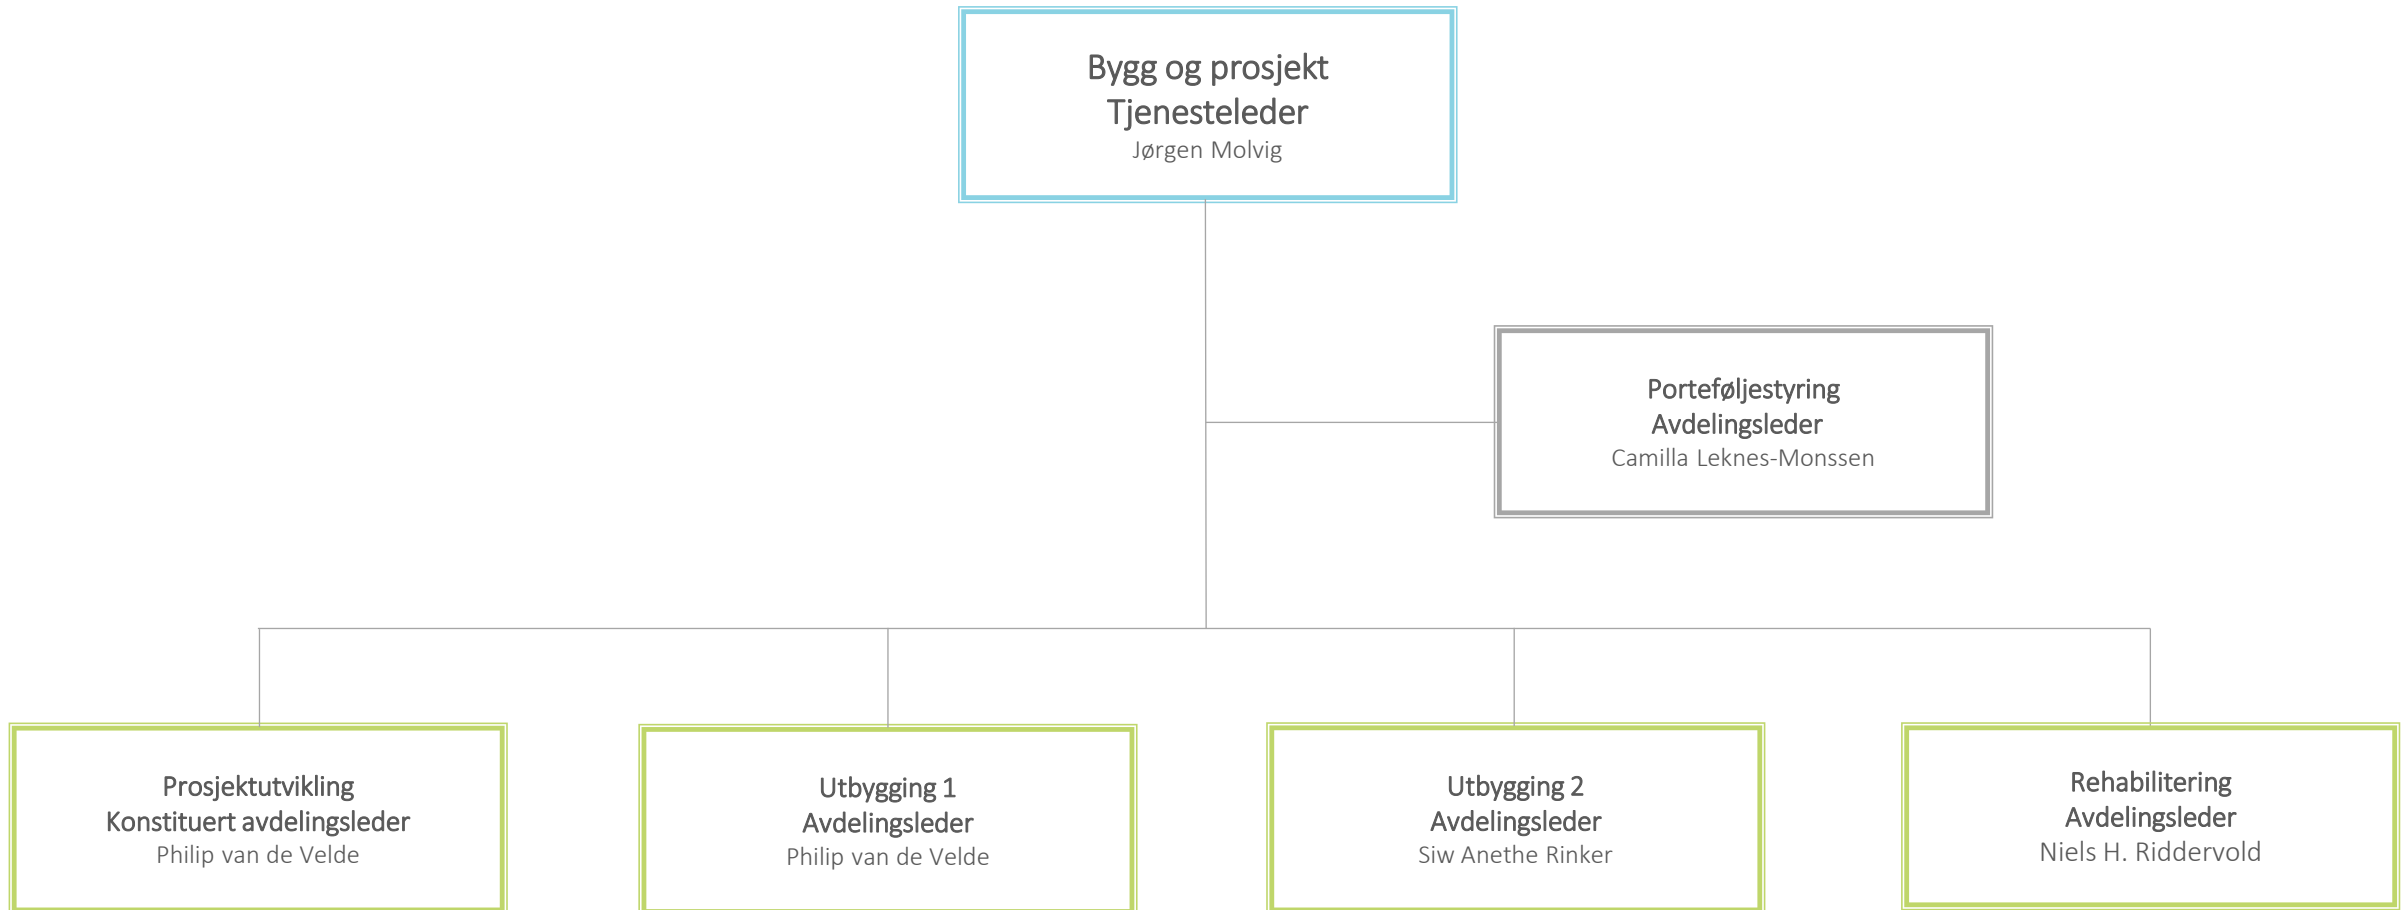 Bygg og prosjekt
Tjenesteleder
Jørgen Molvig
Porteføljestyring
Avdelingsleder
Camilla Leknes-Monssen
Prosjektutvikling
Konstituert avdelingsleder
Philip van de Velde
Utbygging 1
Avdelingsleder
Philip van de Velde
Utbygging 2
Avdelingsleder
Siw Anethe Rinker
Rehabilitering
Avdelingsleder
Niels H. Riddervold